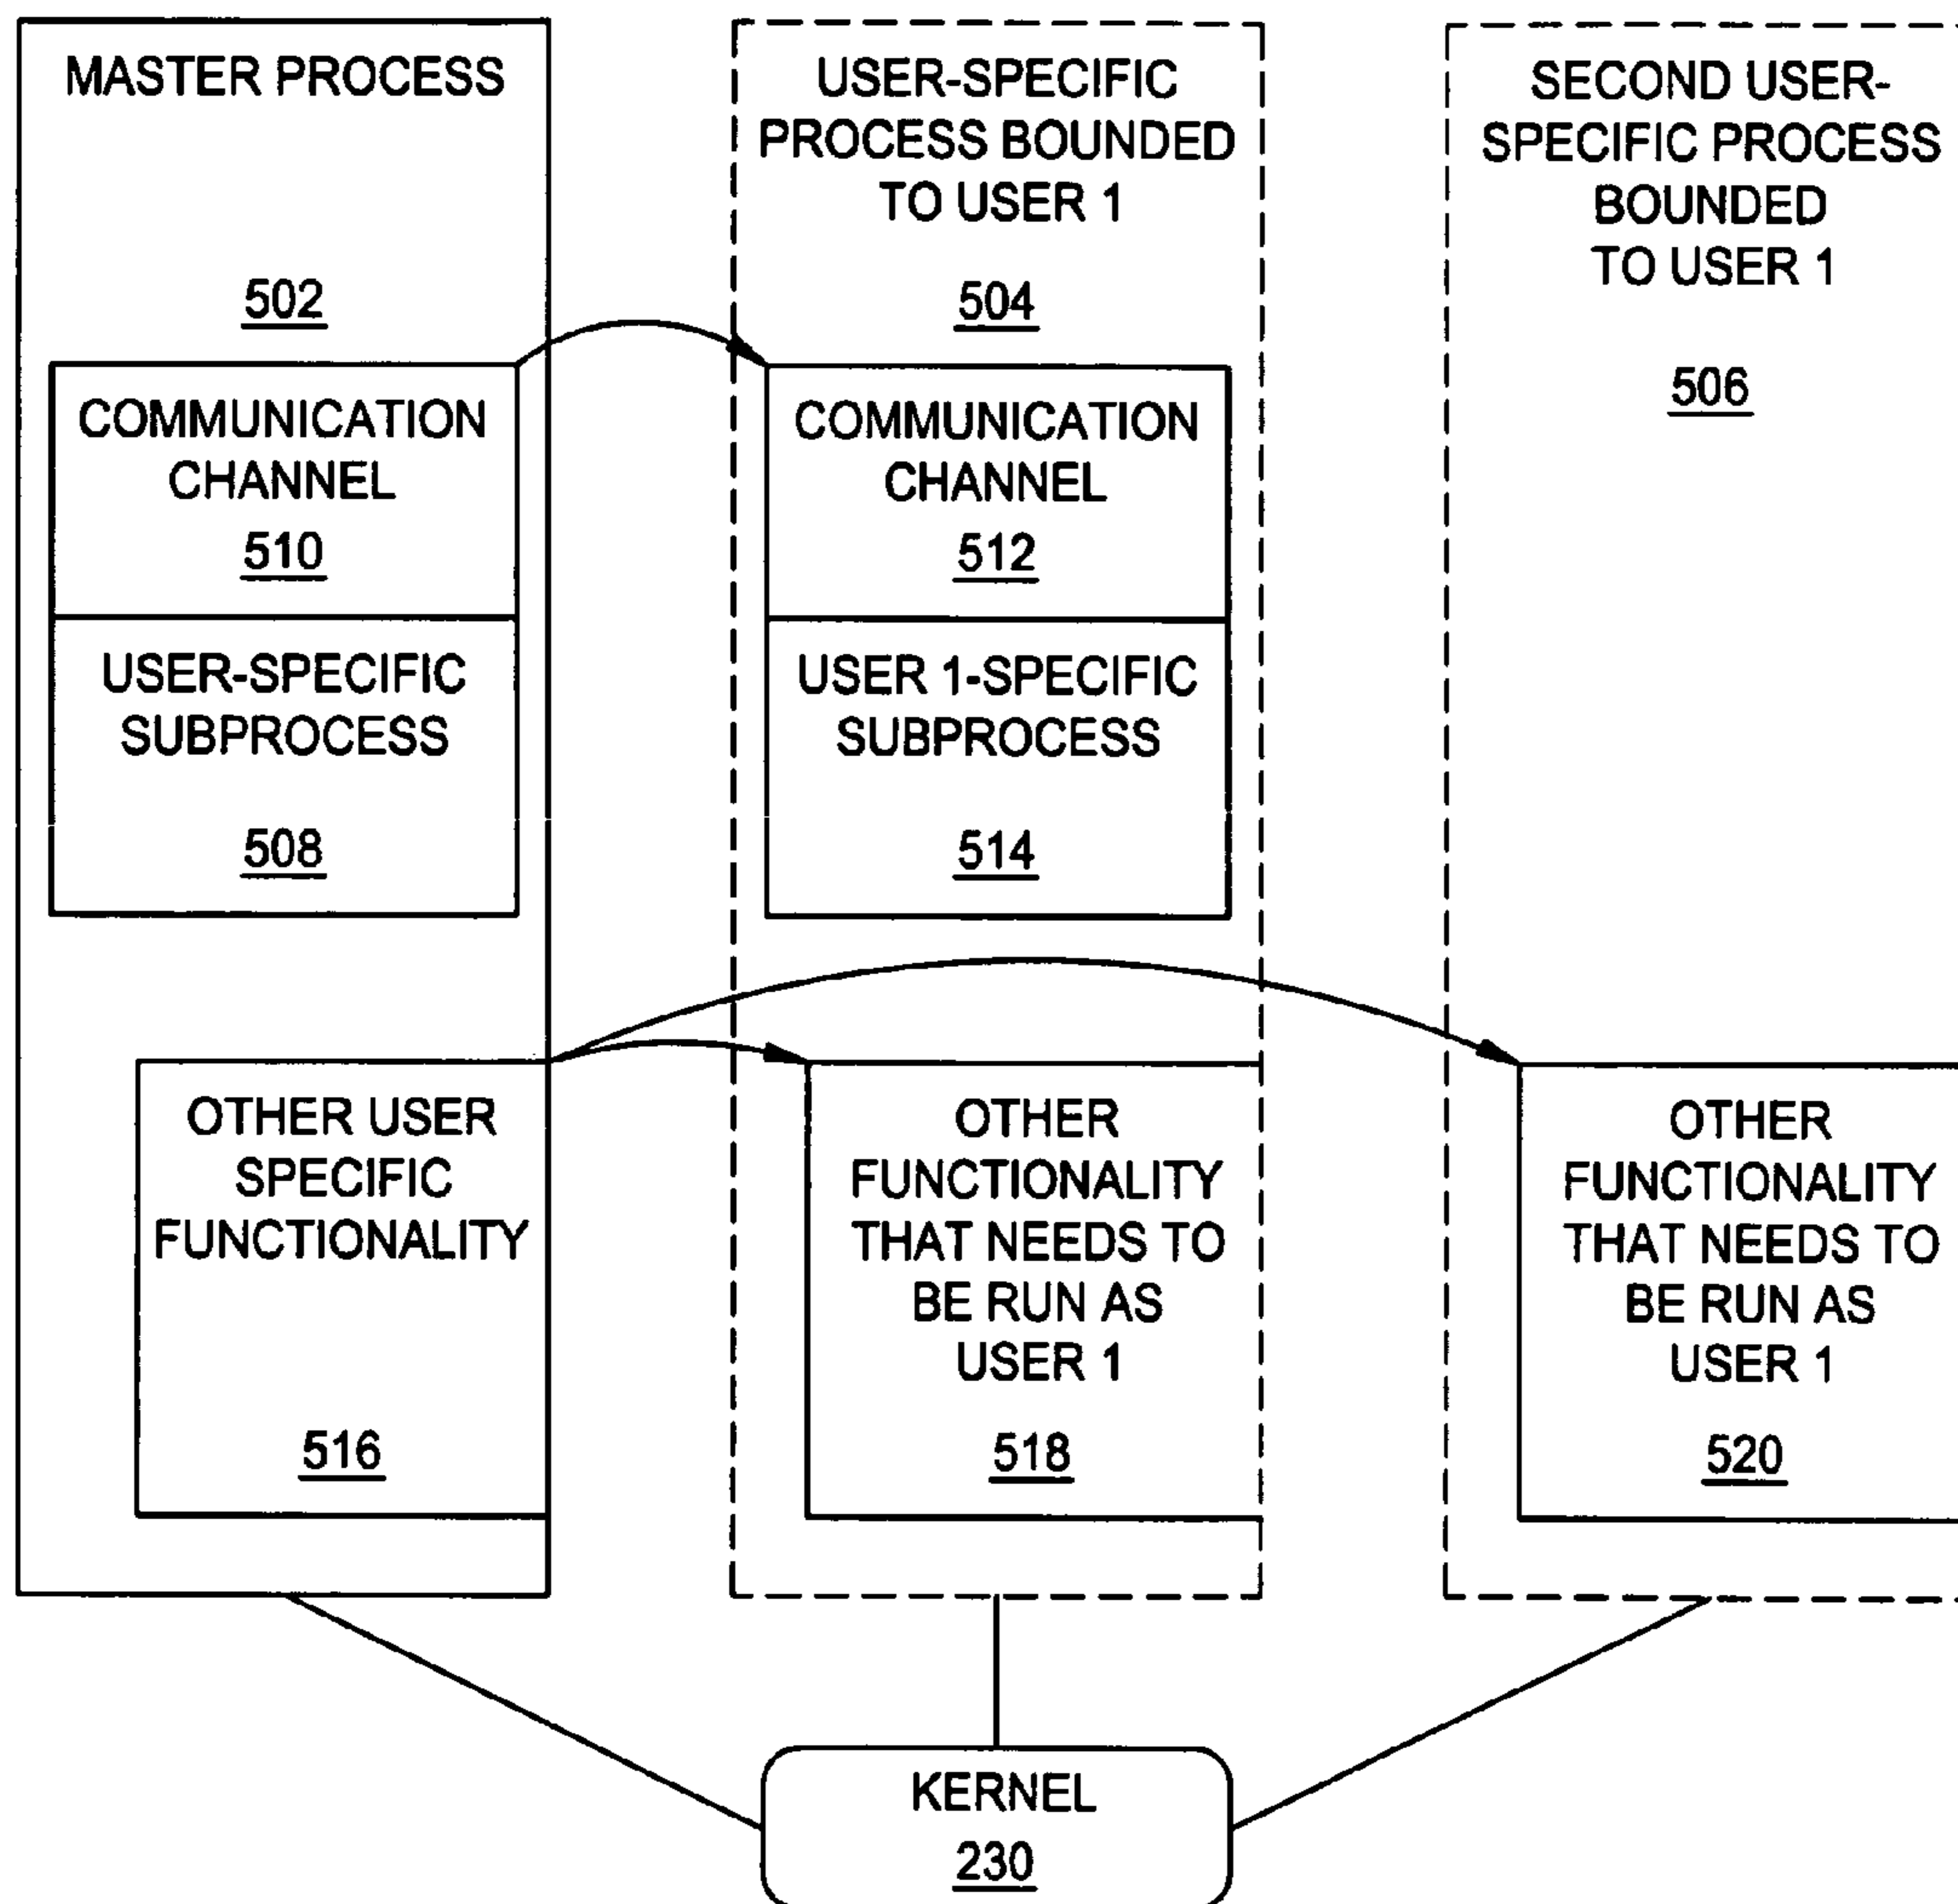 MASTER PROCESS
502
COMMUNICATION
CHANNEL
510
USER-SPECIFIC
SUBPROCESS
508
OTHER USER
SPECIFIC
FUNCTIONALITY
516
USER-SPECIFIC
PROCESS BOUNDED
TO USER 1
504
COMMUNICATION
CHANNEL
512
USER 1-SPECIFIC
SUBPROCESS
514
OTHER
FUNCTIONALITY
THAT NEEDS TO
BE RUN AS
USER 1
518
SECOND USER-
SPECIFIC PROCESS
BOUNDED
TO USER 1
506
OTHER
FUNCTIONALITY
THAT NEEDS TO
BE RUN AS
USER 1
520
KERNEL
230